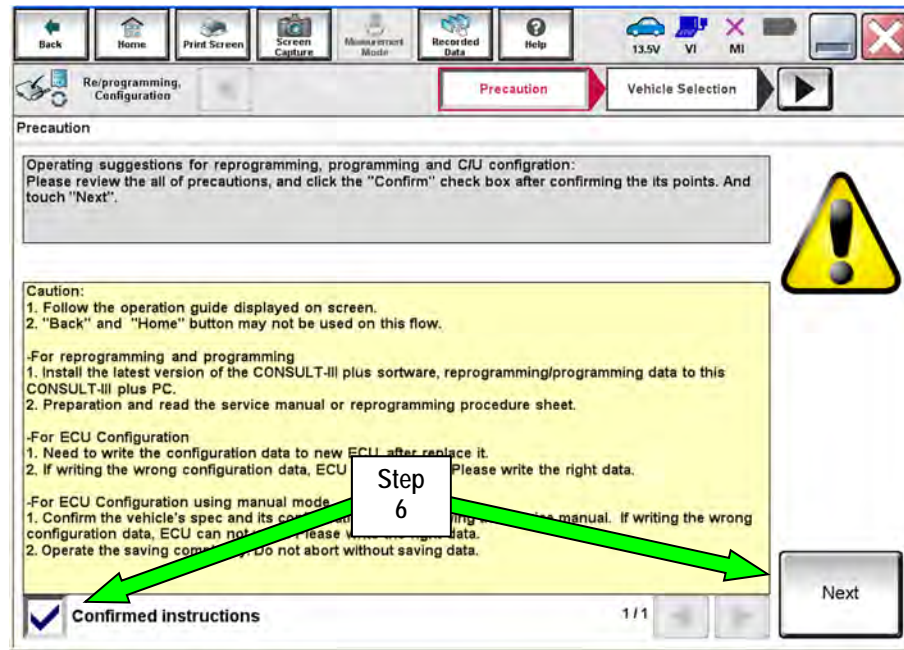 Back
Home
Print Screen
Screen
Capture
Measurement
Mode
Recorded
Data
Help
13.5V
VI
MI
Re/programming,
Configuration
Precaution
Vehicle Selection
Precaution
Operating suggestions for reprogramming, programming and C/U configration:
Please review the all of precautions, and click the "Confirm" check box after confirming the its points. And
touch "Next".
Caution:
1. Follow the operation guide displayed on screen.
2. "Back" and "Home" button may not be used on this flow.
-For reprogramming and programming
1. Install the latest version of the CONSULT-III plus sortware, reprogramming/programming data to this
CONSULT-III plus PC.
2. Preparation and read the service manual or reprogramming procedure sheet.
-For ECU Configuration
1. Need to write the configuration data to new ECU after replace it.
2. If writing the wrong configuration data, ECU Please write the right data.
-For ECU Configuration using manual mode
1. Confirm the vehicle's spec and its manual. If writing the wrong
configuration data, ECU can not data.
2. Operate the saving Do not abort without saving data.
Step
6
Confirmed instructions
1/1
Next